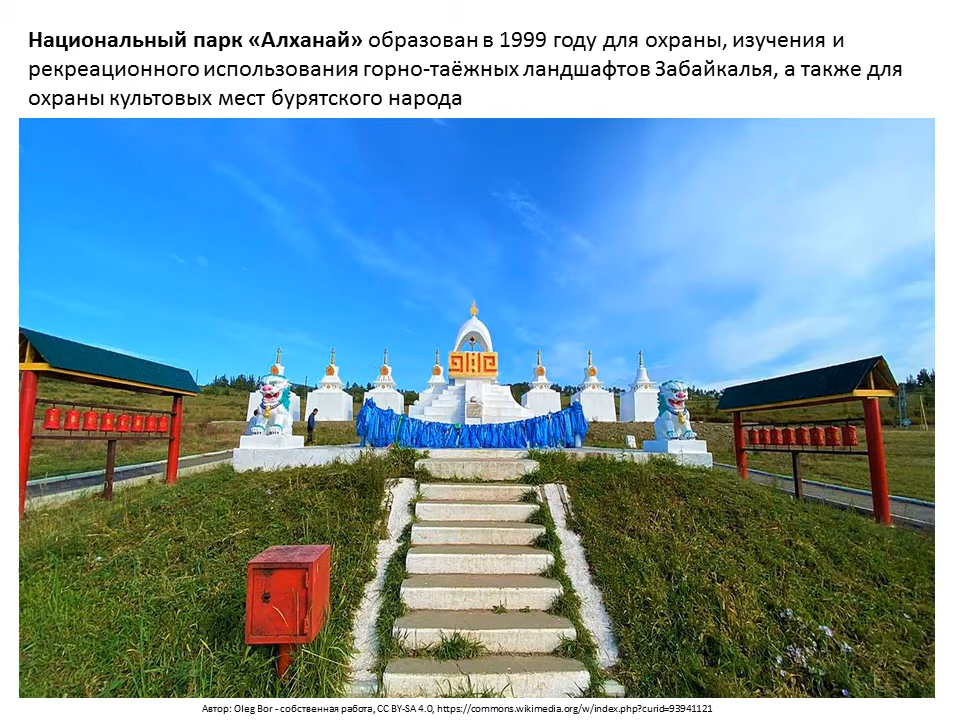 Национальный парк «Алханай» образован в 1999 году для охраны, изучения и
рекреационного использования горно-таёжных ландшафтов Забайкалья, а также для
охраны культовых мест бурятского народа
Автор: Oleg Bor - собственная работа, CC BY-SA 4.0, https://commons.wikimedia.org/w/index.php?curid=93941121